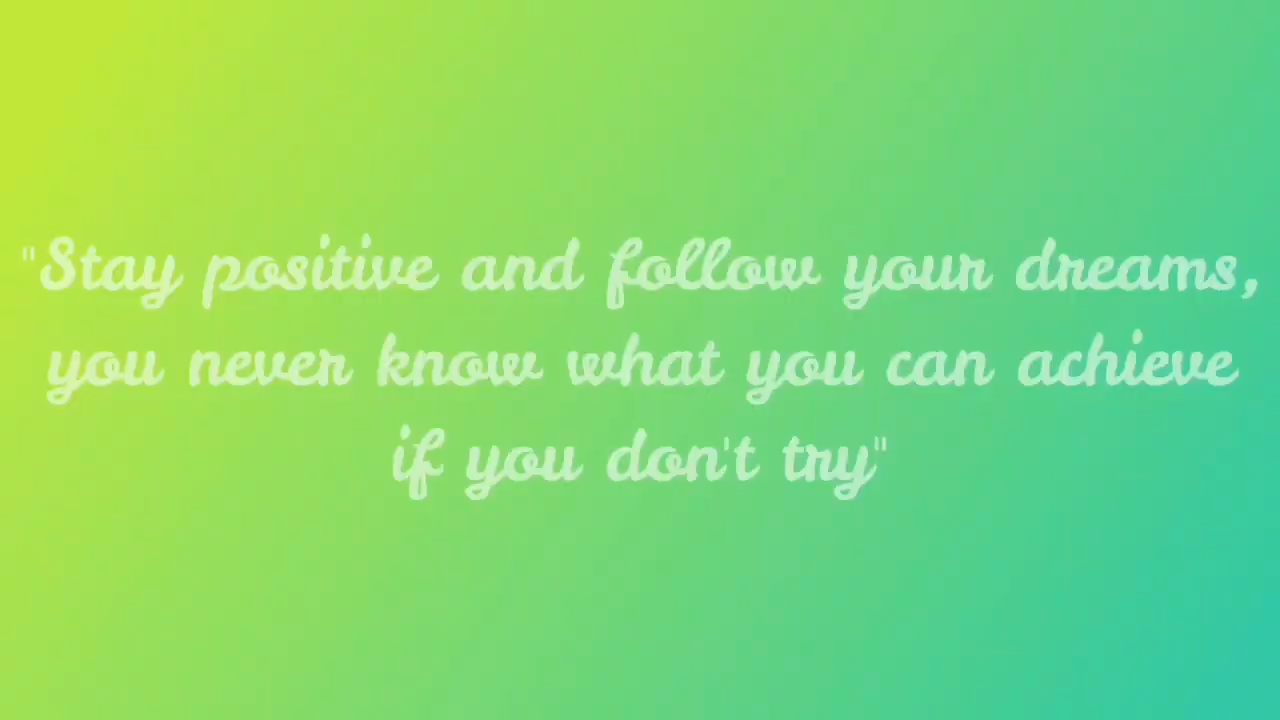 "Stay positive and follow your dreams,
you never know what you can achieve
if you don't try"